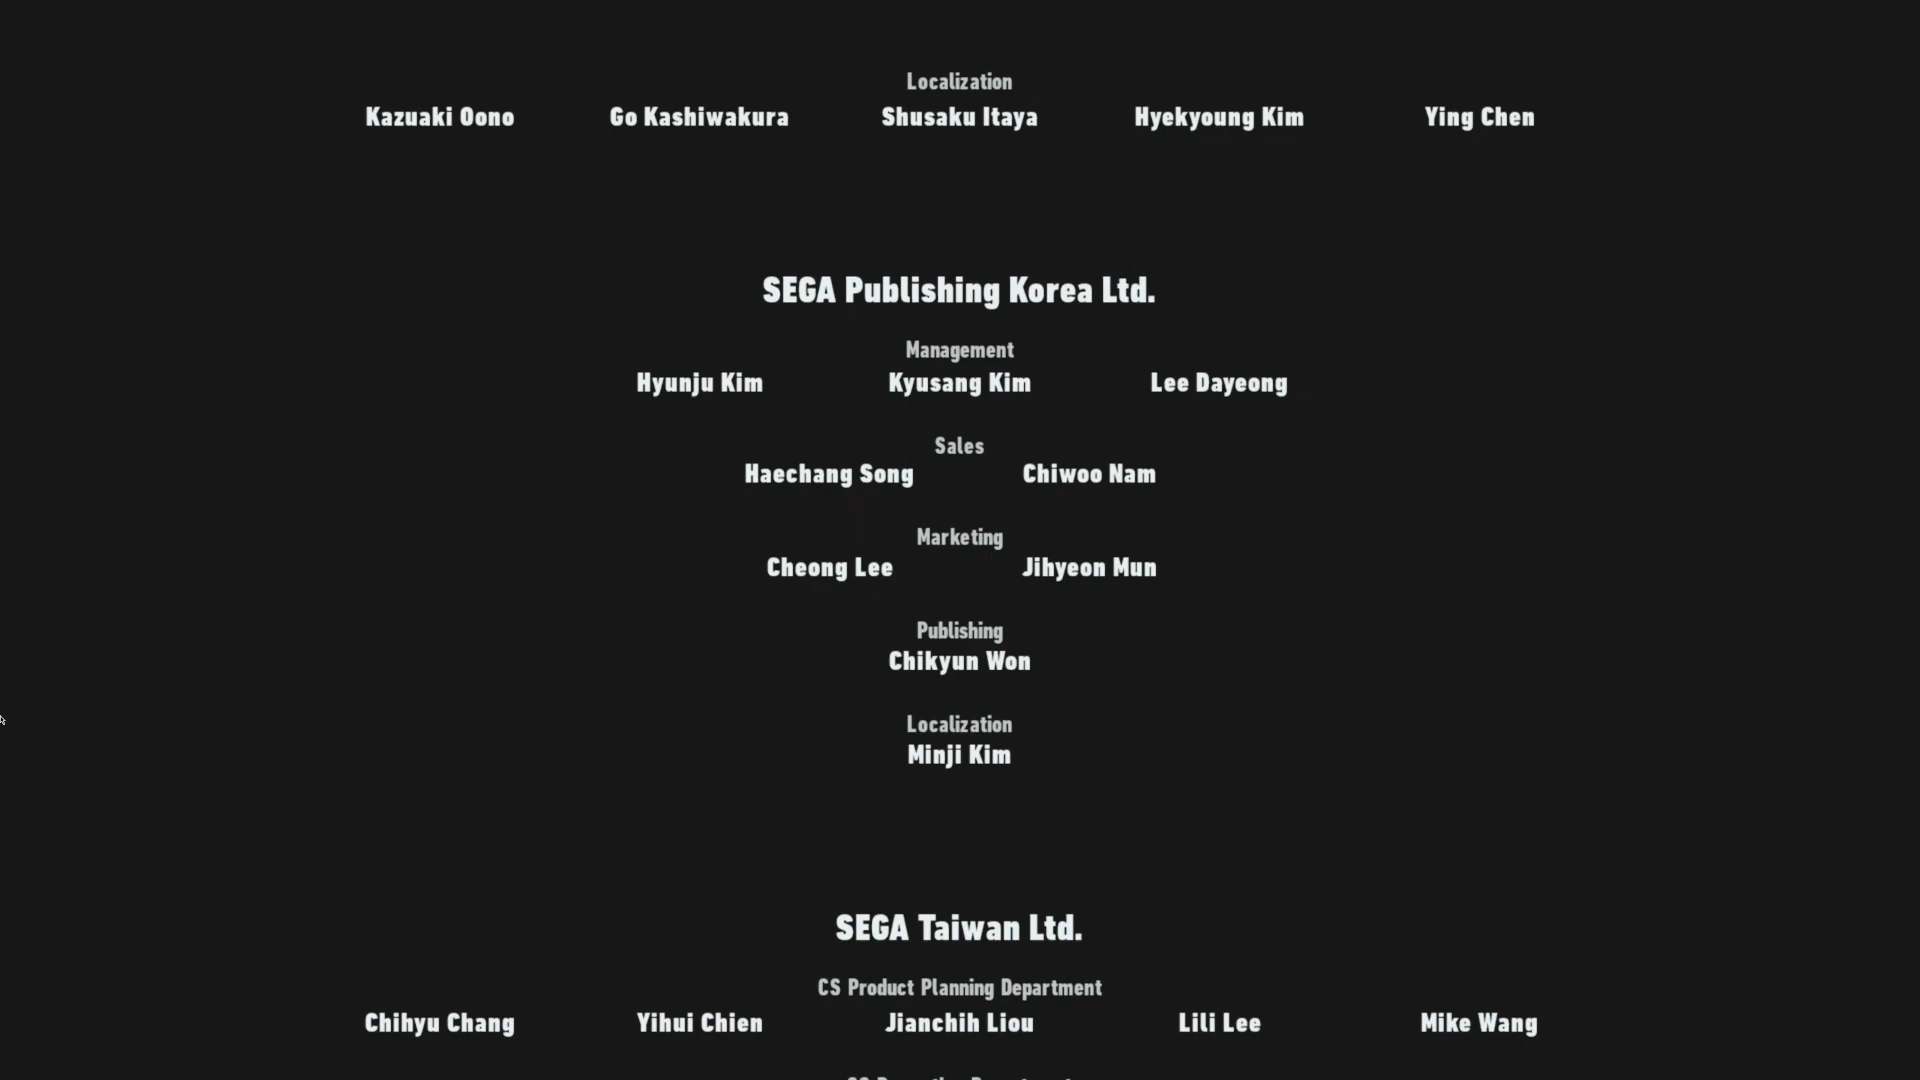 Localization
Kazuaki Oono Go Kashiwakura Shusaku Itaya Hyekyoung Kim Ying Chen
SEGA Publishing Korea Ltd.
Management
Hyunju Kim Kyusang Kim Lee Dayeong
Sales
Haechang Song Chiwoo Nam
Marketing
Cheong Lee Jihyeon Mun
Publishing
Chikyun Won
Localization
Minji Kim
SEGA Taiwan Ltd.
CS Product Planning Department
Chihyu Chang Yihui Chien Jianchih Liou Lili Lee Mike Wang